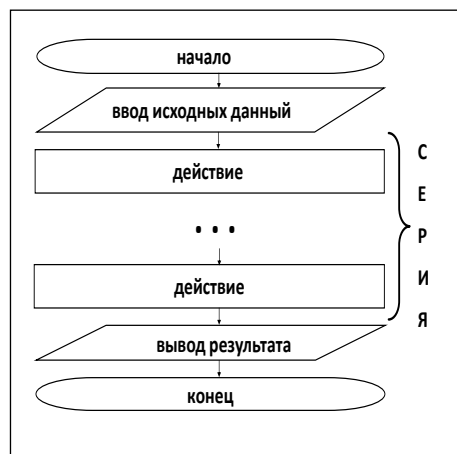 начало
ввод исходных данный
действие
...
действие
вывод результата
конец
С
Е
Р
И
Я